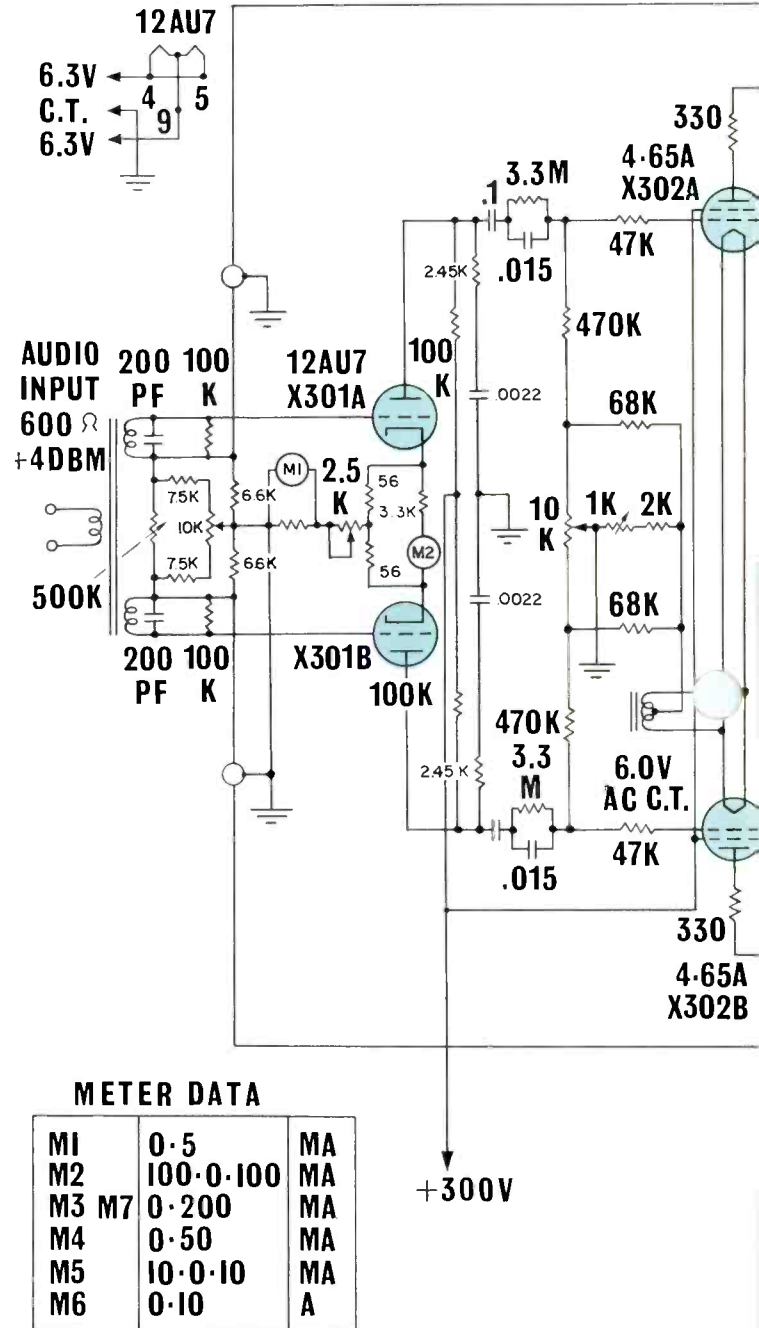 12AU7
6.3V
4 5
C.T.
9
6.3V
330
4·65A
X302A
.1 3.3M
47K
2.45K
.015
470K
AUDIO
INPUT
600 Ω
+4DBM
200
PF
100
K
12AU7
X301A
100
K
.0022
68K
M1
2.5
K
56
7.5K
6.6K
3.3K
10K
10
K
1K 2K
M2
7.5K
6.6K
56
500K
.0022
68K
200
PF
100
K
X301B
100K
470K
2.45 K
3.3
M
6.0V
AC C.T.
47K
.015
330
4·65A
X302B
METER DATA
M1 0·5 MA
M2 100·0·100 MA
M3 M7 0·200 MA
M4 0·50 MA
M5 10·0·10 MA
M6 0·10 A
+300V